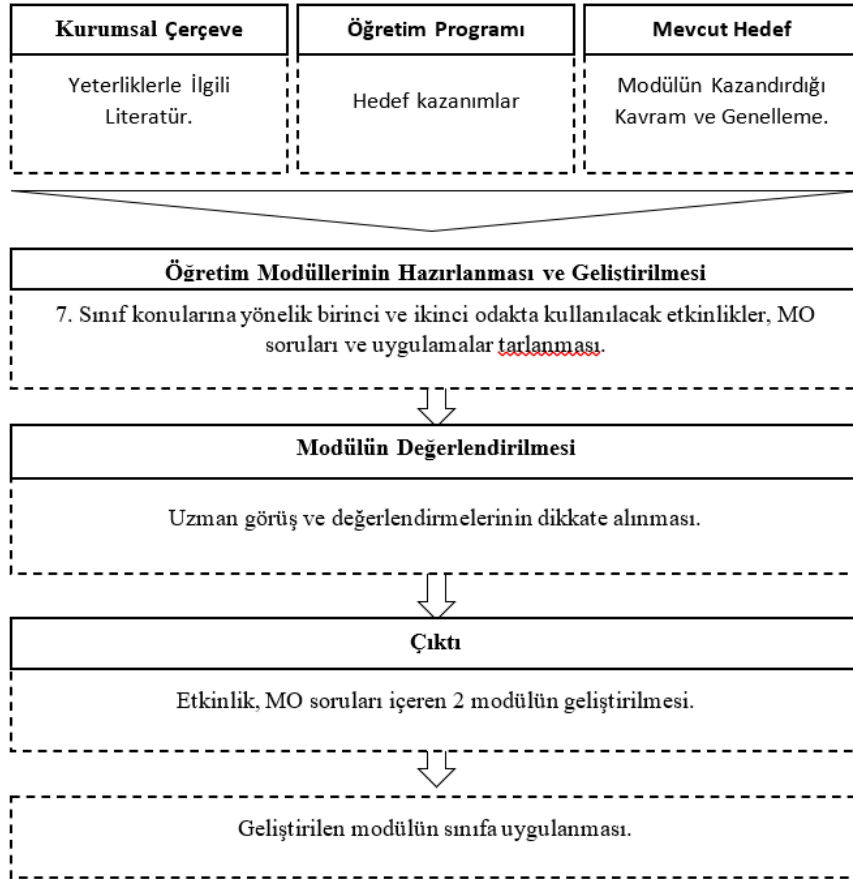 Kurumsal Çerçeve
Yeterliklerle İlgili
Literatür.
Öğretim Programı
Hedef kazanımlar
Mevcut Hedef
Modülün Kazandırdığı
Kavram ve Genelleme.
Öğretim Modüllerinin Hazırlanması ve Geliştirilmesi
7. Sınıf konularına yönelik birinci ve ikinci odakta kullanılacak etkinlikler, MO
soruları ve uygulamalar tarlanması.
Modülün Değerlendirilmesi
Uzman görüş ve değerlendirmelerinin dikkate alınması.
Çıktı
Etkinlik, MO soruları içeren 2 modülün geliştirilmesi.
Geliştirilen modülün sınıfa uygulanması.